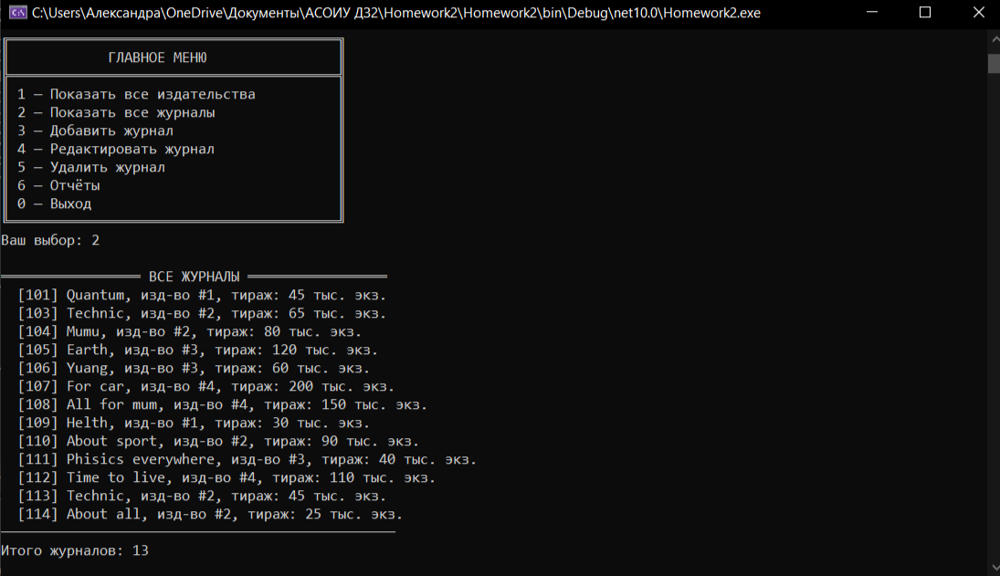 C:\Users\Александра\OneDrive\Документы\АСОИУ ДЗ2\Homework2\Homework2\bin\Debug\net10.0\Homework2.exe
ГЛАВНОЕ МЕНЮ
1 — Показать все издательства
2 — Показать все журналы
3 — Добавить журнал
4 — Редактировать журнал
5 — Удалить журнал
6 — Отчёты
0 — Выход
Ваш выбор: 2
ВСЕ ЖУРНАЛЫ
[101] Quantum, изд-во #1, тираж: 45 тыс. экз.
[103] Technic, изд-во #2, тираж: 65 тыс. экз.
[104] Mumu, изд-во #2, тираж: 80 тыс. экз.
[105] Earth, изд-во #3, тираж: 120 тыс. экз.
[106] Yuang, изд-во #3, тираж: 60 тыс. экз.
[107] For car, изд-во #4, тираж: 200 тыс. экз.
[108] All for mum, изд-во #4, тираж: 150 тыс. экз.
[109] Helth, изд-во #1, тираж: 30 тыс. экз.
[110] About sport, изд-во #2, тираж: 90 тыс. экз.
[111] Phisics everywhere, изд-во #3, тираж: 40 тыс. экз.
[112] Time to live, изд-во #4, тираж: 110 тыс. экз.
[113] Technic, изд-во #2, тираж: 45 тыс. экз.
[114] About all, изд-во #2, тираж: 25 тыс. экз.
Итого журналов: 13